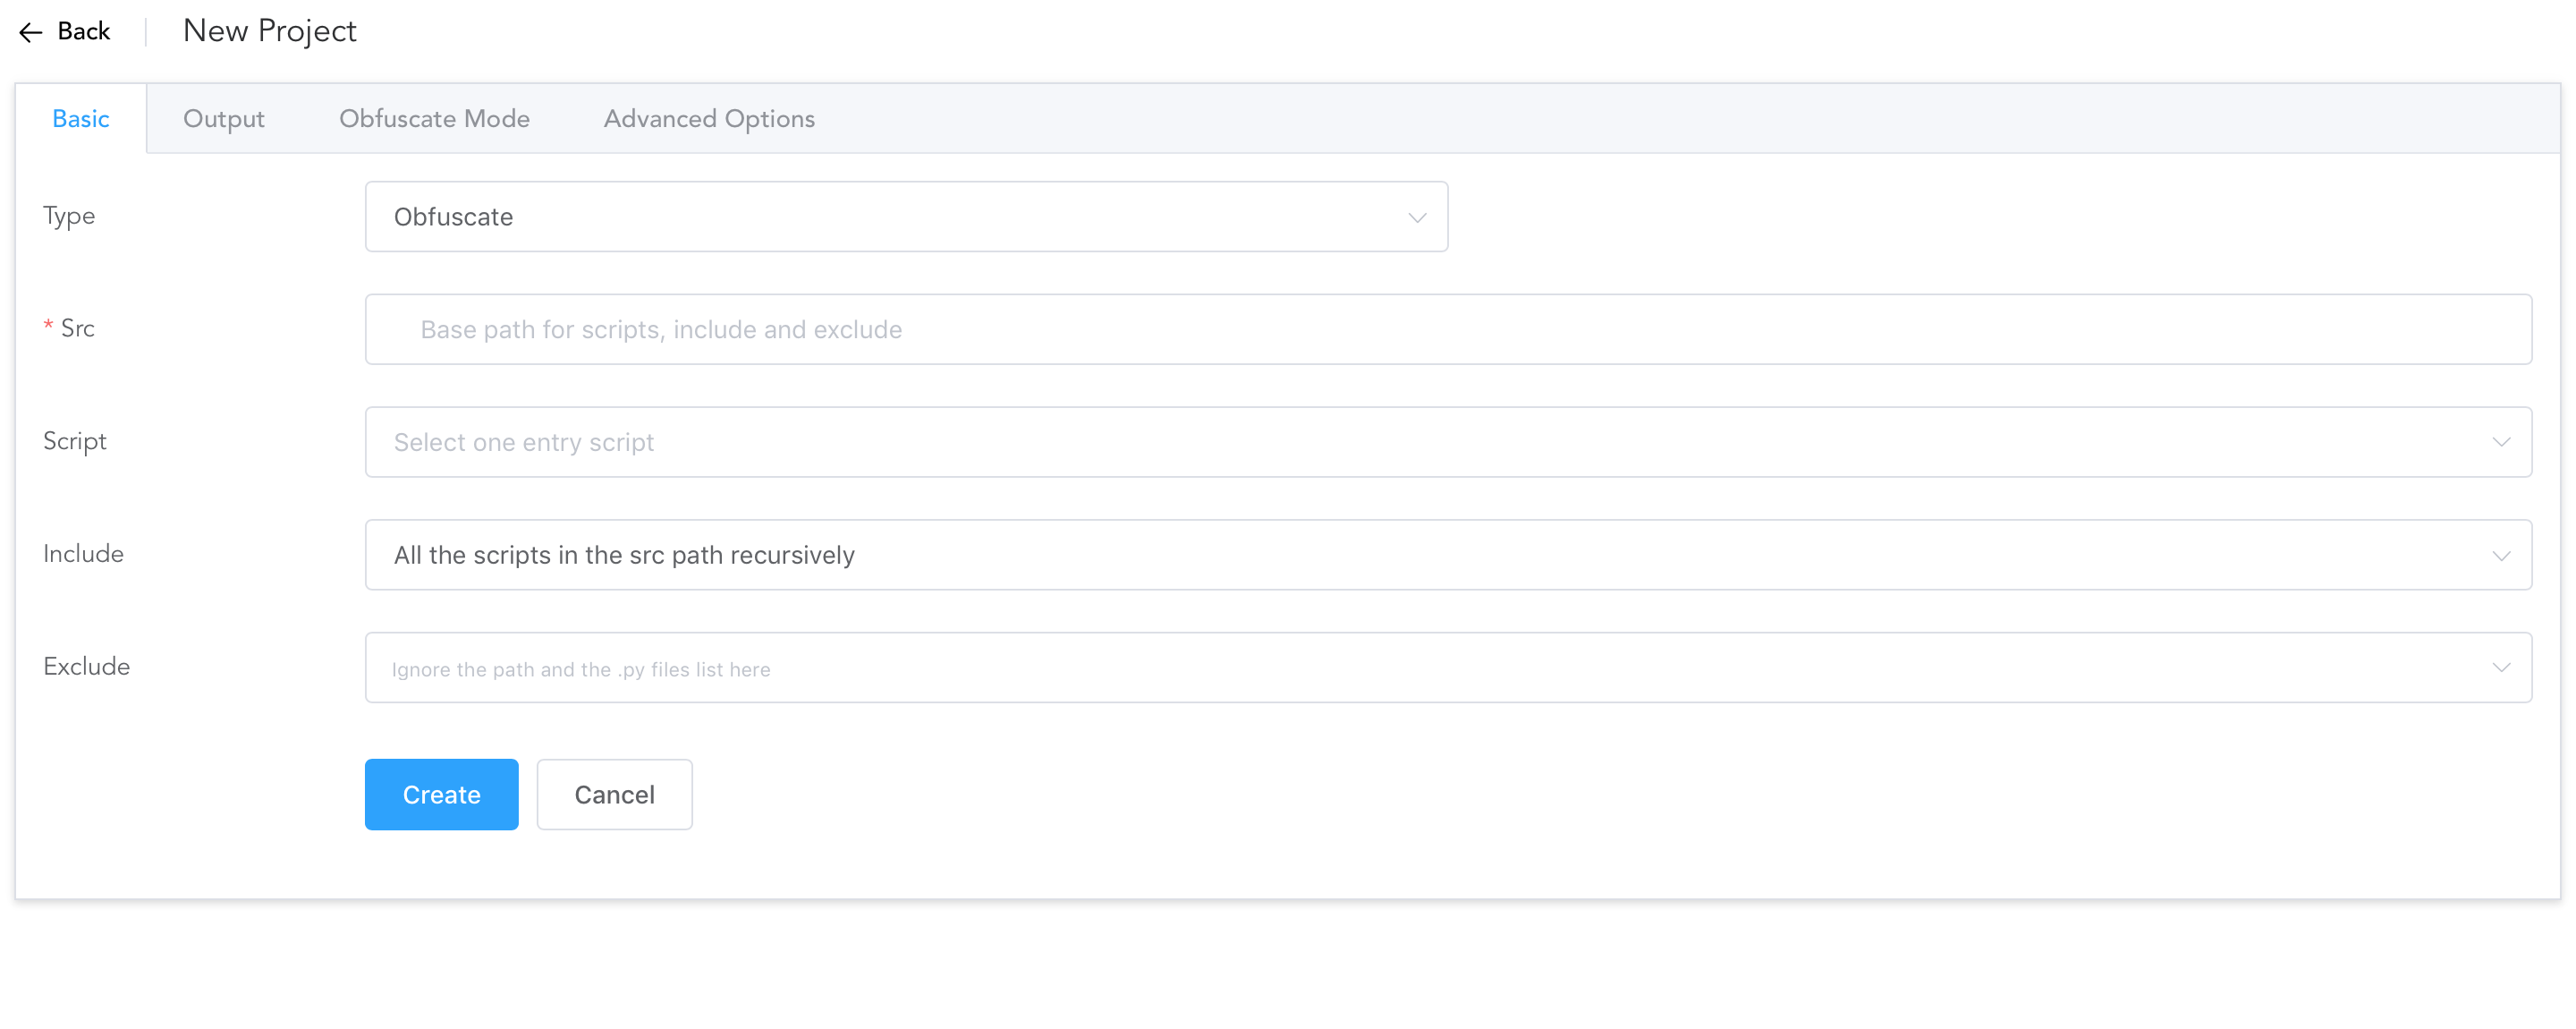 Back
New Project
Basic
Output
Obfuscate Mode
Advanced Options
Type
Obfuscate
* Src
Base path for scripts, include and exclude
Script
Select one entry script
Include
All the scripts in the src path recursively
Exclude
Ignore the path and the .py files list here
Create
Cancel